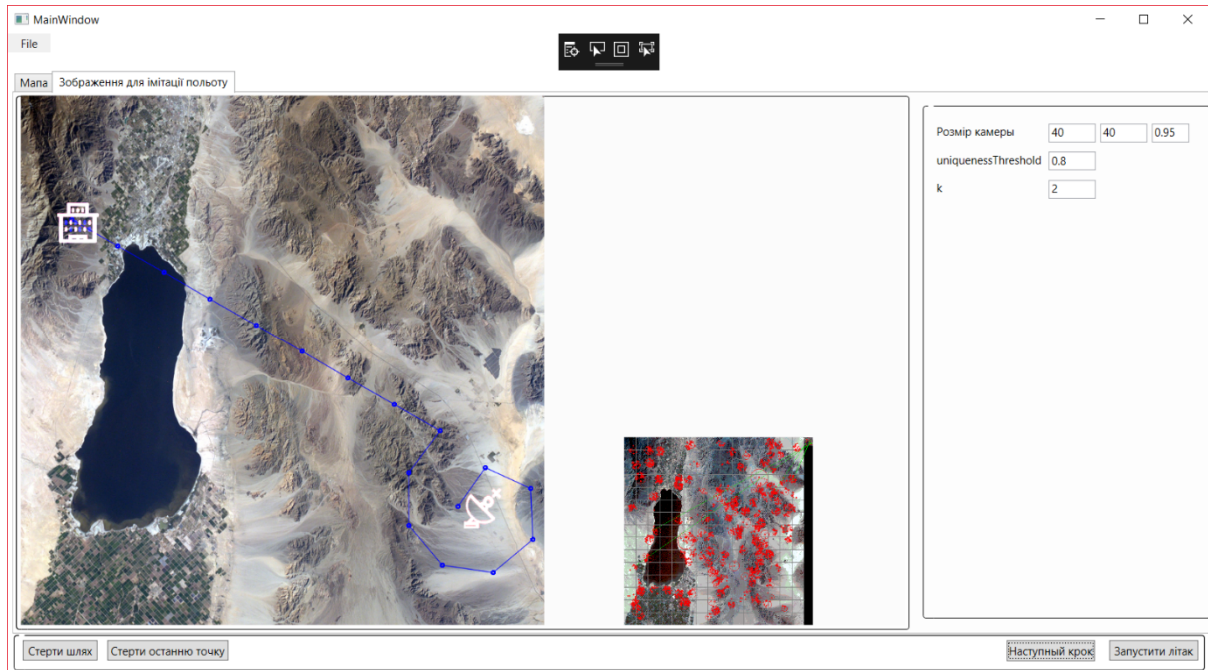 MainWindow
File
Мапа Зображення для імітації польоту
Розмір камеры 40 40 0.95
uniquenessThreshold 0.8
k 2
Стерти шлях Стерти останню точку Наступный крок Запустити літак